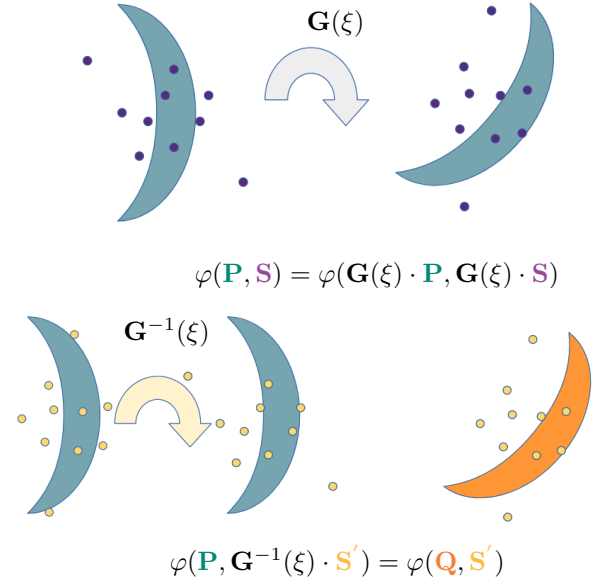 G(ξ)
φ(P, S) = φ(G(ξ) · P, G(ξ) · S)
G⁻¹(ξ)
φ(P, G⁻¹(ξ) · S′) = φ(Q, S′)